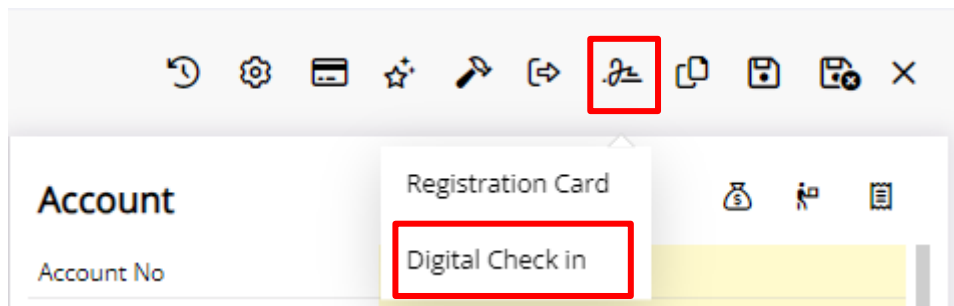 Registration Card
Account
Digital Check in
Account No